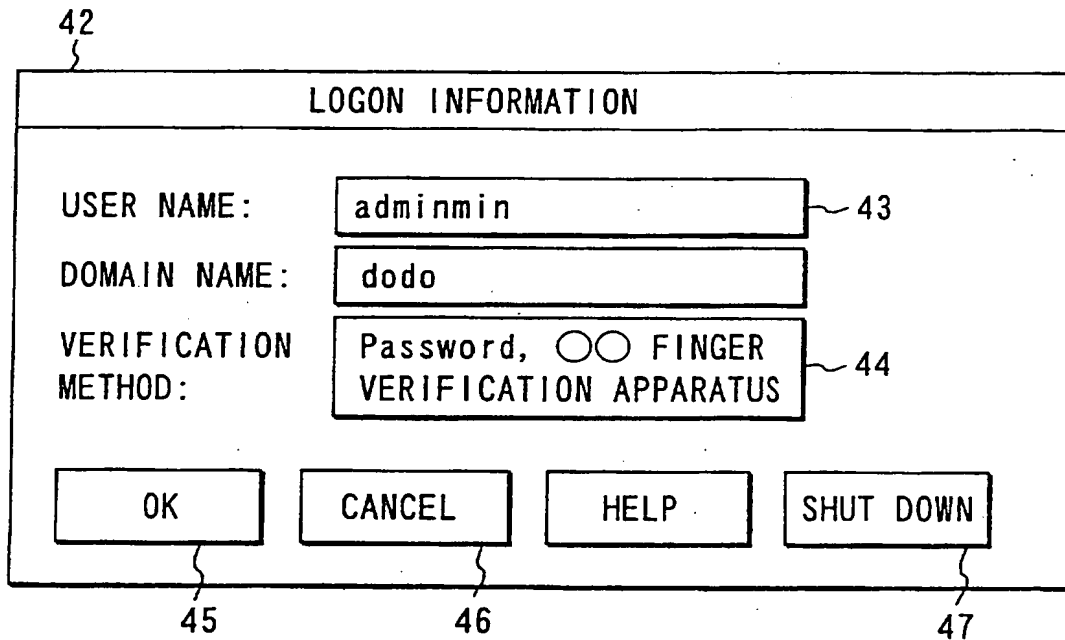 42
LOGON INFORMATION
USER NAME: adminmin 43
DOMAIN NAME: dodo
VERIFICATION METHOD: Password, ○○ FINGER VERIFICATION APPARATUS 44
OK CANCEL HELP SHUT DOWN
45 46 47